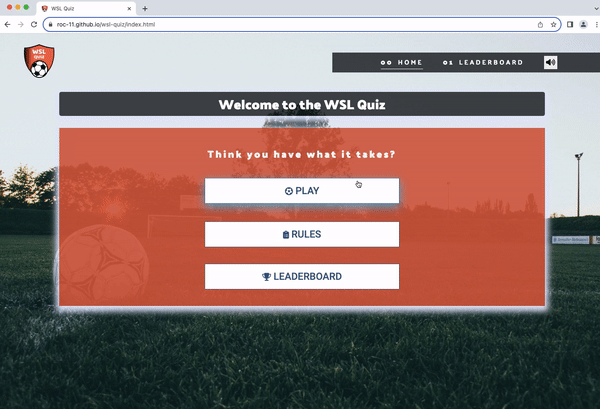 WSL Quiz
roc-11.github.io/wsl-quiz/index.html
WSL
QUIZ
00 HOME
01 LEADERBOARD
Welcome to the WSL Quiz
Think you have what it takes?
PLAY
RULES
LEADERBOARD